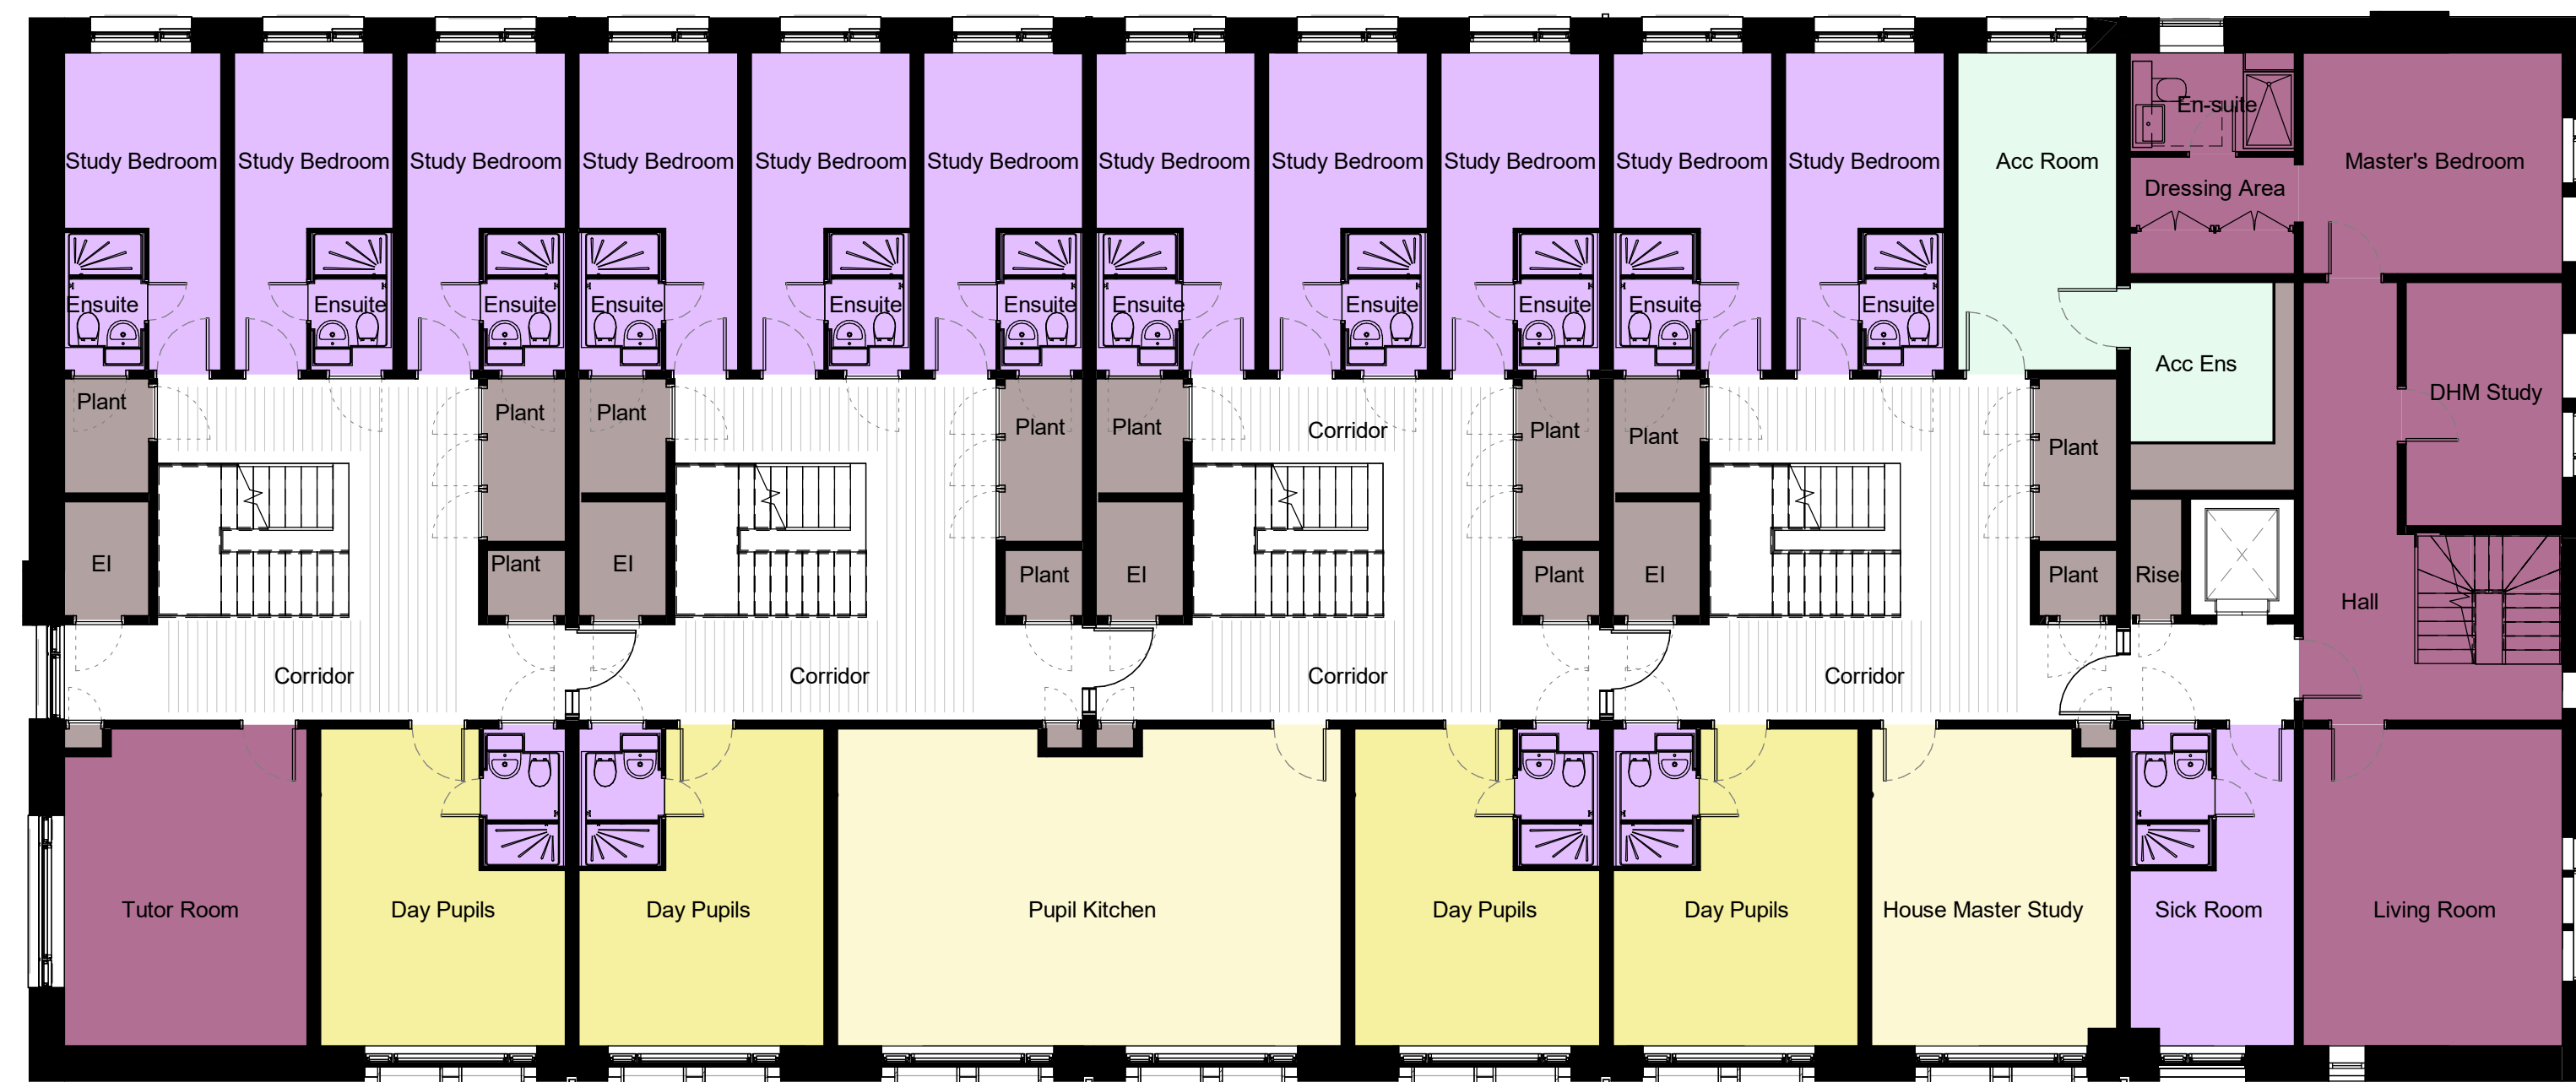 En-suite
Study Bedroom
Study Bedroom
Study Bedroom
Study Bedroom
Study Bedroom
Study Bedroom
Study Bedroom
Study Bedroom
Study Bedroom
Study Bedroom
Study Bedroom
Acc Room
Master's Bedroom
Dressing Area
Ensuite
Ensuite
Ensuite
Ensuite
Ensuite
Ensuite
Ensuite
Ensuite
Ensuite
Ensuite
Ensuite
Acc Ens
DHM Study
Plant
Plant
Plant
Plant
Plant
Corridor
Plant
Plant
Plant
EI
Plant
EI
Plant
EI
Plant
EI
Plant
Rise
Hall
Corridor
Corridor
Corridor
Corridor
Tutor Room
Day Pupils
Day Pupils
Pupil Kitchen
Day Pupils
Day Pupils
House Master Study
Sick Room
Living Room